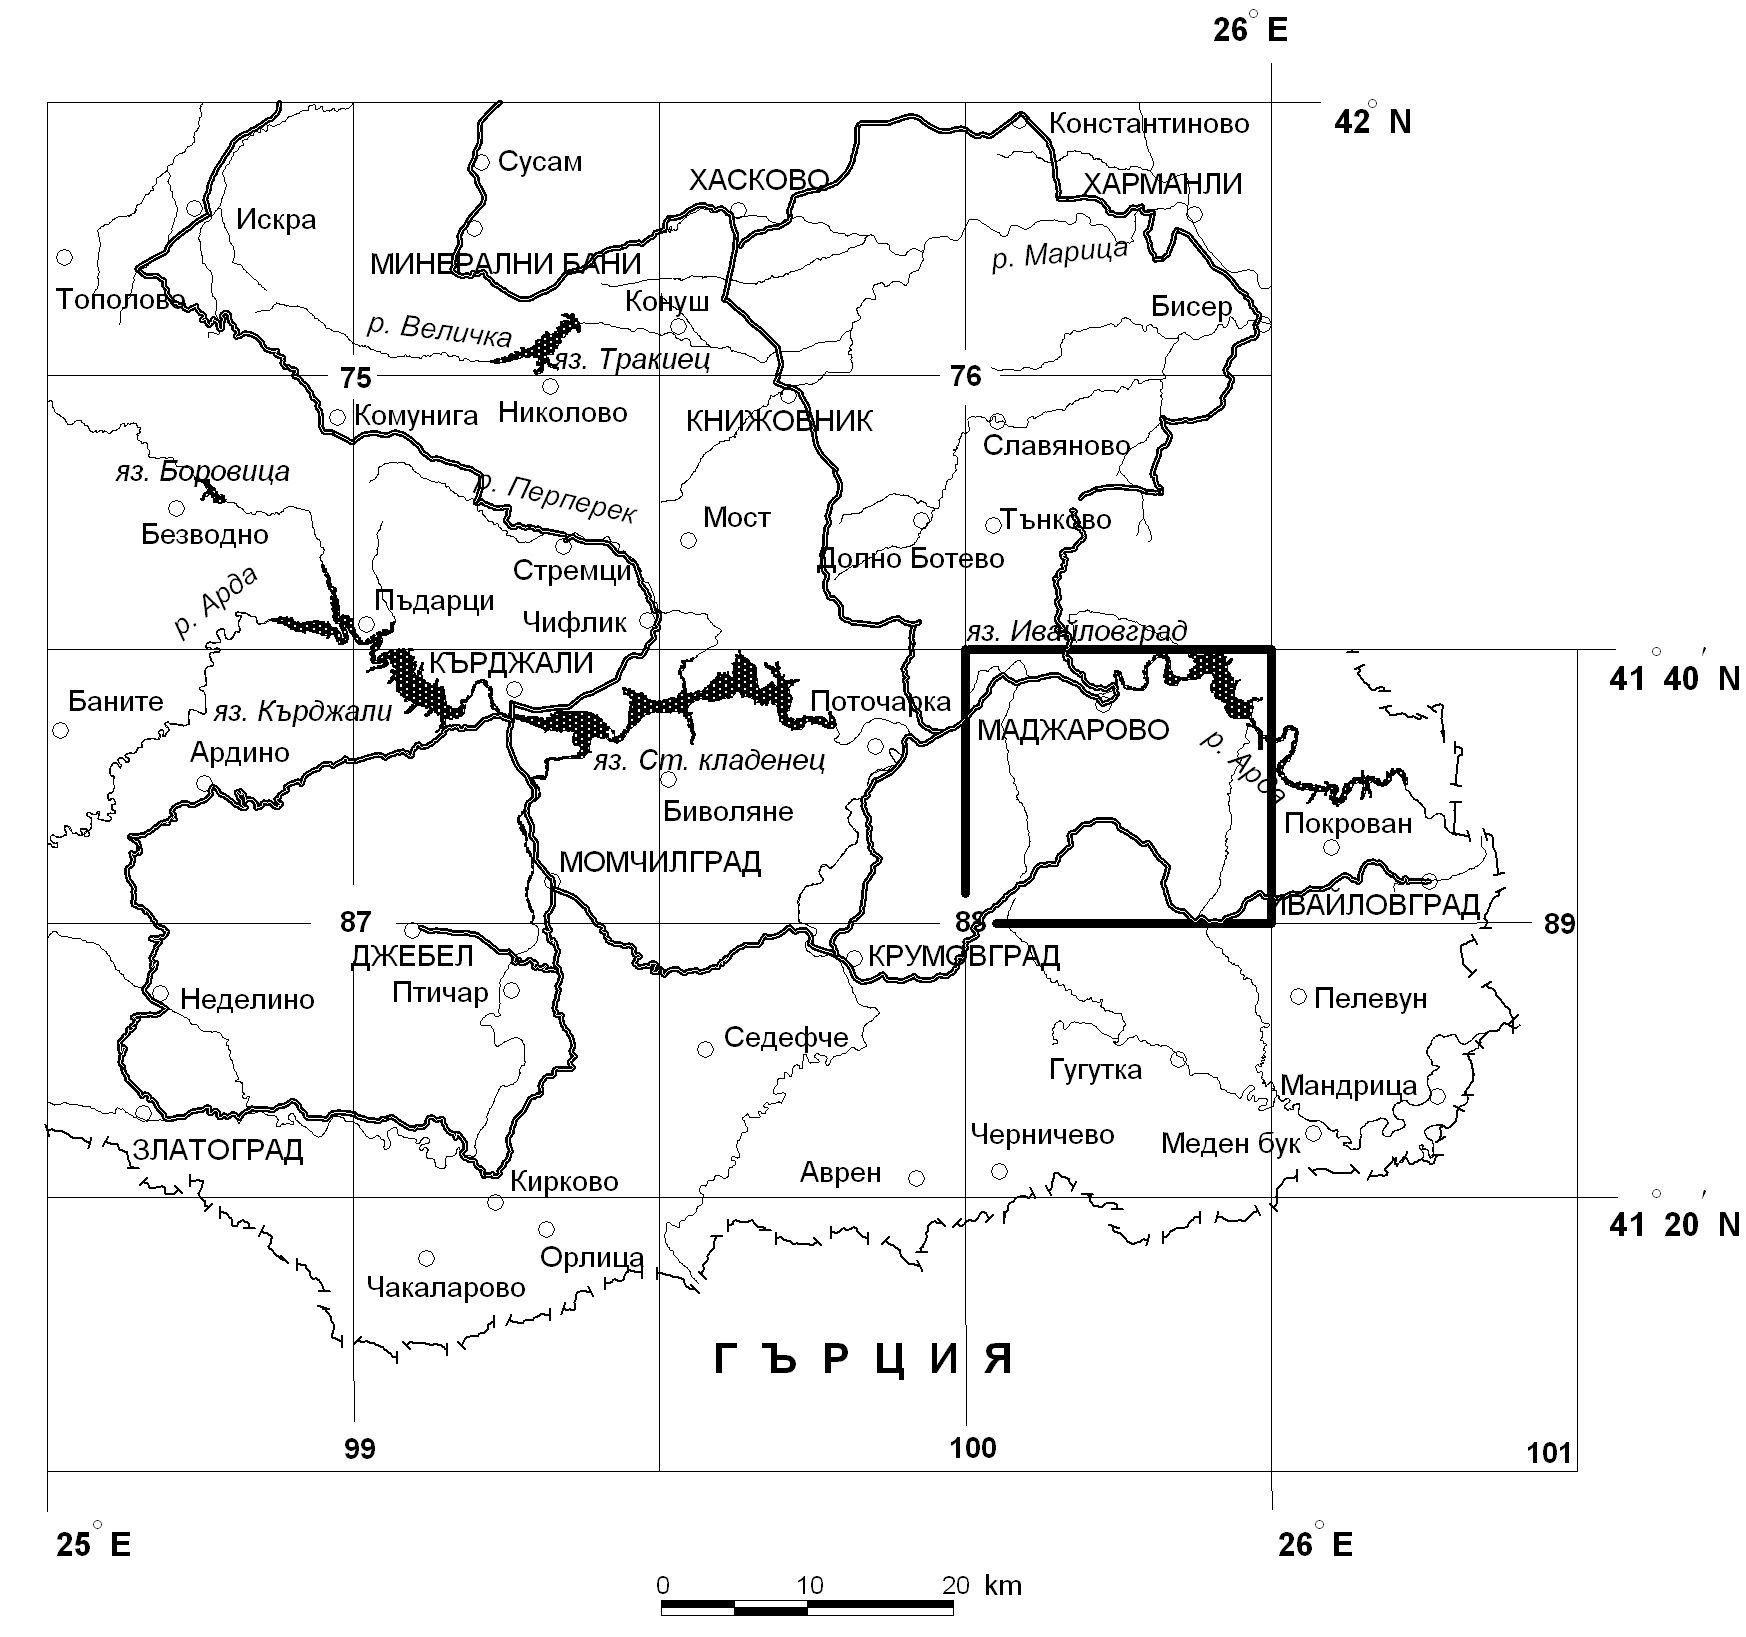 26° E
42° N
Константиново
Сусам
ХАСКОВО
ХАРМАНЛИ
Искра
р. Марица
МИНЕРАЛНИ БАНИ
Тополово
Конуш
Бисер
р. Величка
яз. Тракиец
75
76
Комунига
Николово
КНИЖОВНИК
Славяново
яз. Боровица
р. Перперек
Безводно
Мост
Тънково
Долно Ботево
Стремци
р. Арда
Пъдарци
Чифлик
яз. Ивайловград
КЪРДЖАЛИ
41° 40' N
Баните
яз. Кърджали
Поточарка
МАДЖАРОВО
Ардино
яз. Ст. кладенец
р. Арда
Биволяне
Покрован
МОМЧИЛГРАД
ИВАЙЛОВГРАД
87
88
89
ДЖЕБЕЛ
КРУМОВГРАД
Птичар
Неделино
Пелевун
Седефче
Гугутка
Мандрица
Черничево
Меден бук
ЗЛАТОГРАД
Аврен
Кирково
41° 20' N
Орлица
Чакаларово
ГЪРЦИЯ
99
100
101
25° E
26° E
0 10 20 km